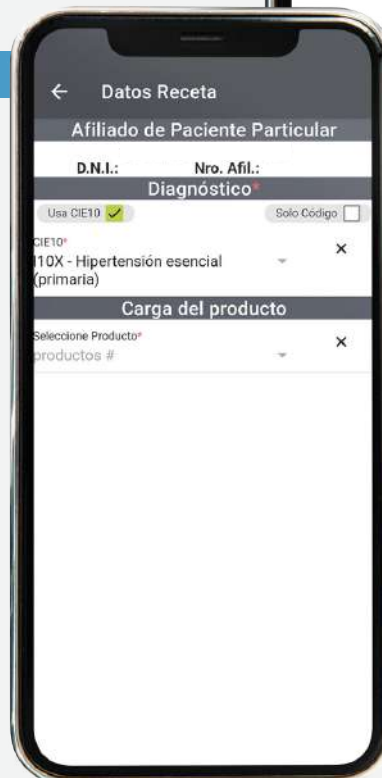 Datos Receta
Afiliado de Paciente Particular
D.N.I.: Nro. Afil.:
Diagnóstico*
Usa CIE10 Solo Código
CIE10*
I10X - Hipertensión esencial
(primaria)
Carga del producto
Seleccione Producto*
productos #